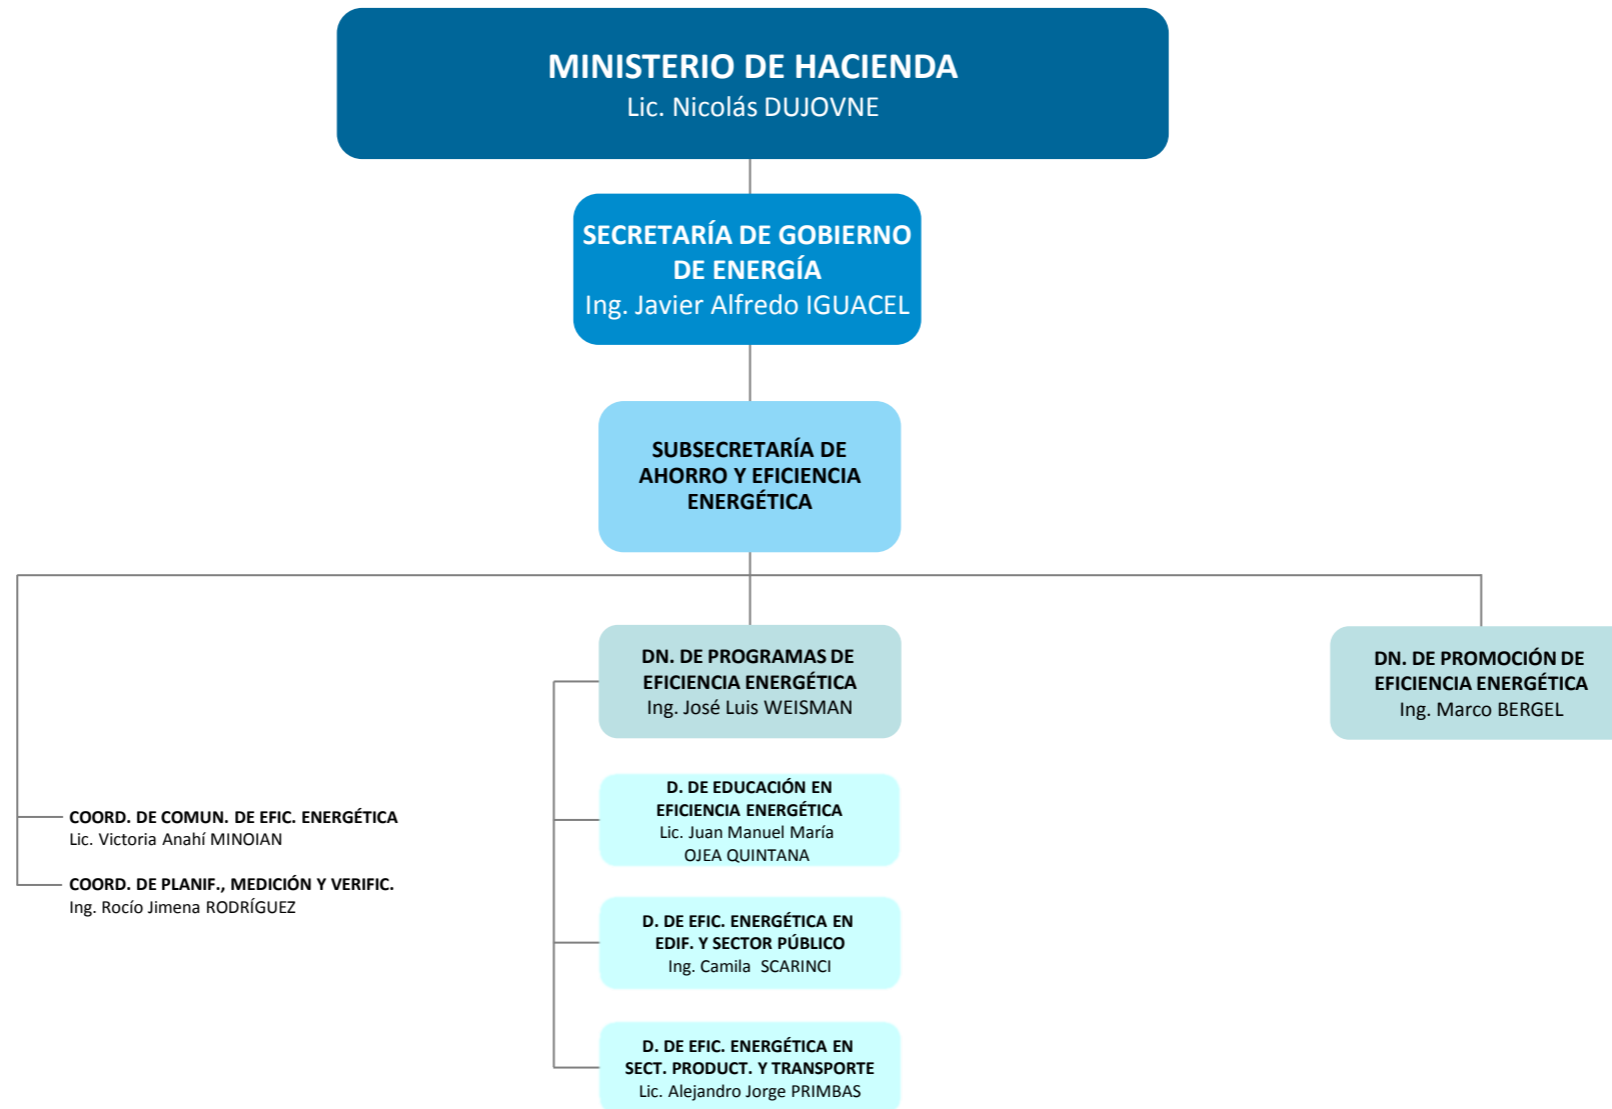 MINISTERIO DE HACIENDA
Lic. Nicolás DUJOVNE
SECRETARÍA DE GOBIERNO
DE ENERGÍA
Ing. Javier Alfredo IGUACEL
SUBSECRETARÍA DE
AHORRO Y EFICIENCIA
ENERGÉTICA
DN. DE PROGRAMAS DE
EFICIENCIA ENERGÉTICA
Ing. José Luis WEISMAN
DN. DE PROMOCIÓN DE
EFICIENCIA ENERGÉTICA
Ing. Marco BERGEL
COORD. DE COMUN. DE EFIC. ENERGÉTICA
Lic. Victoria Anahí MINOIAN
COORD. DE PLANIF., MEDICIÓN Y VERIFIC.
Ing. Rocío Jimena RODRÍGUEZ
D. DE EDUCACIÓN EN
EFICIENCIA ENERGÉTICA
Lic. Juan Manuel María
OJEA QUINTANA
D. DE EFIC. ENERGÉTICA EN
EDIF. Y SECTOR PÚBLICO
Ing. Camila  SCARINCI
D. DE EFIC. ENERGÉTICA EN
SECT. PRODUCT. Y TRANSPORTE
Lic. Alejandro Jorge PRIMBAS